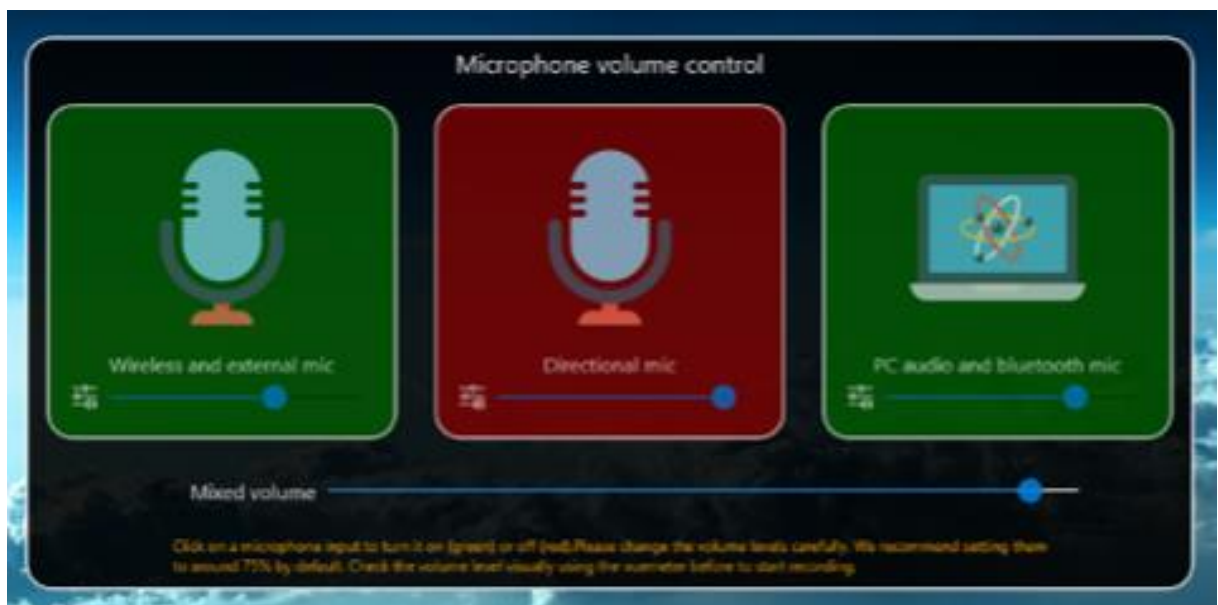 Microphone volume control
Wireless and external mic
Directional mic
PC audio and bluetooth mic
Mixed volume
Click on a microphone input to turn it on (green) or off (red).Please change the volume levels carefully. We recommend setting them
to around 75% by default. Check the volume level visually using the vuemeter before to start recording.